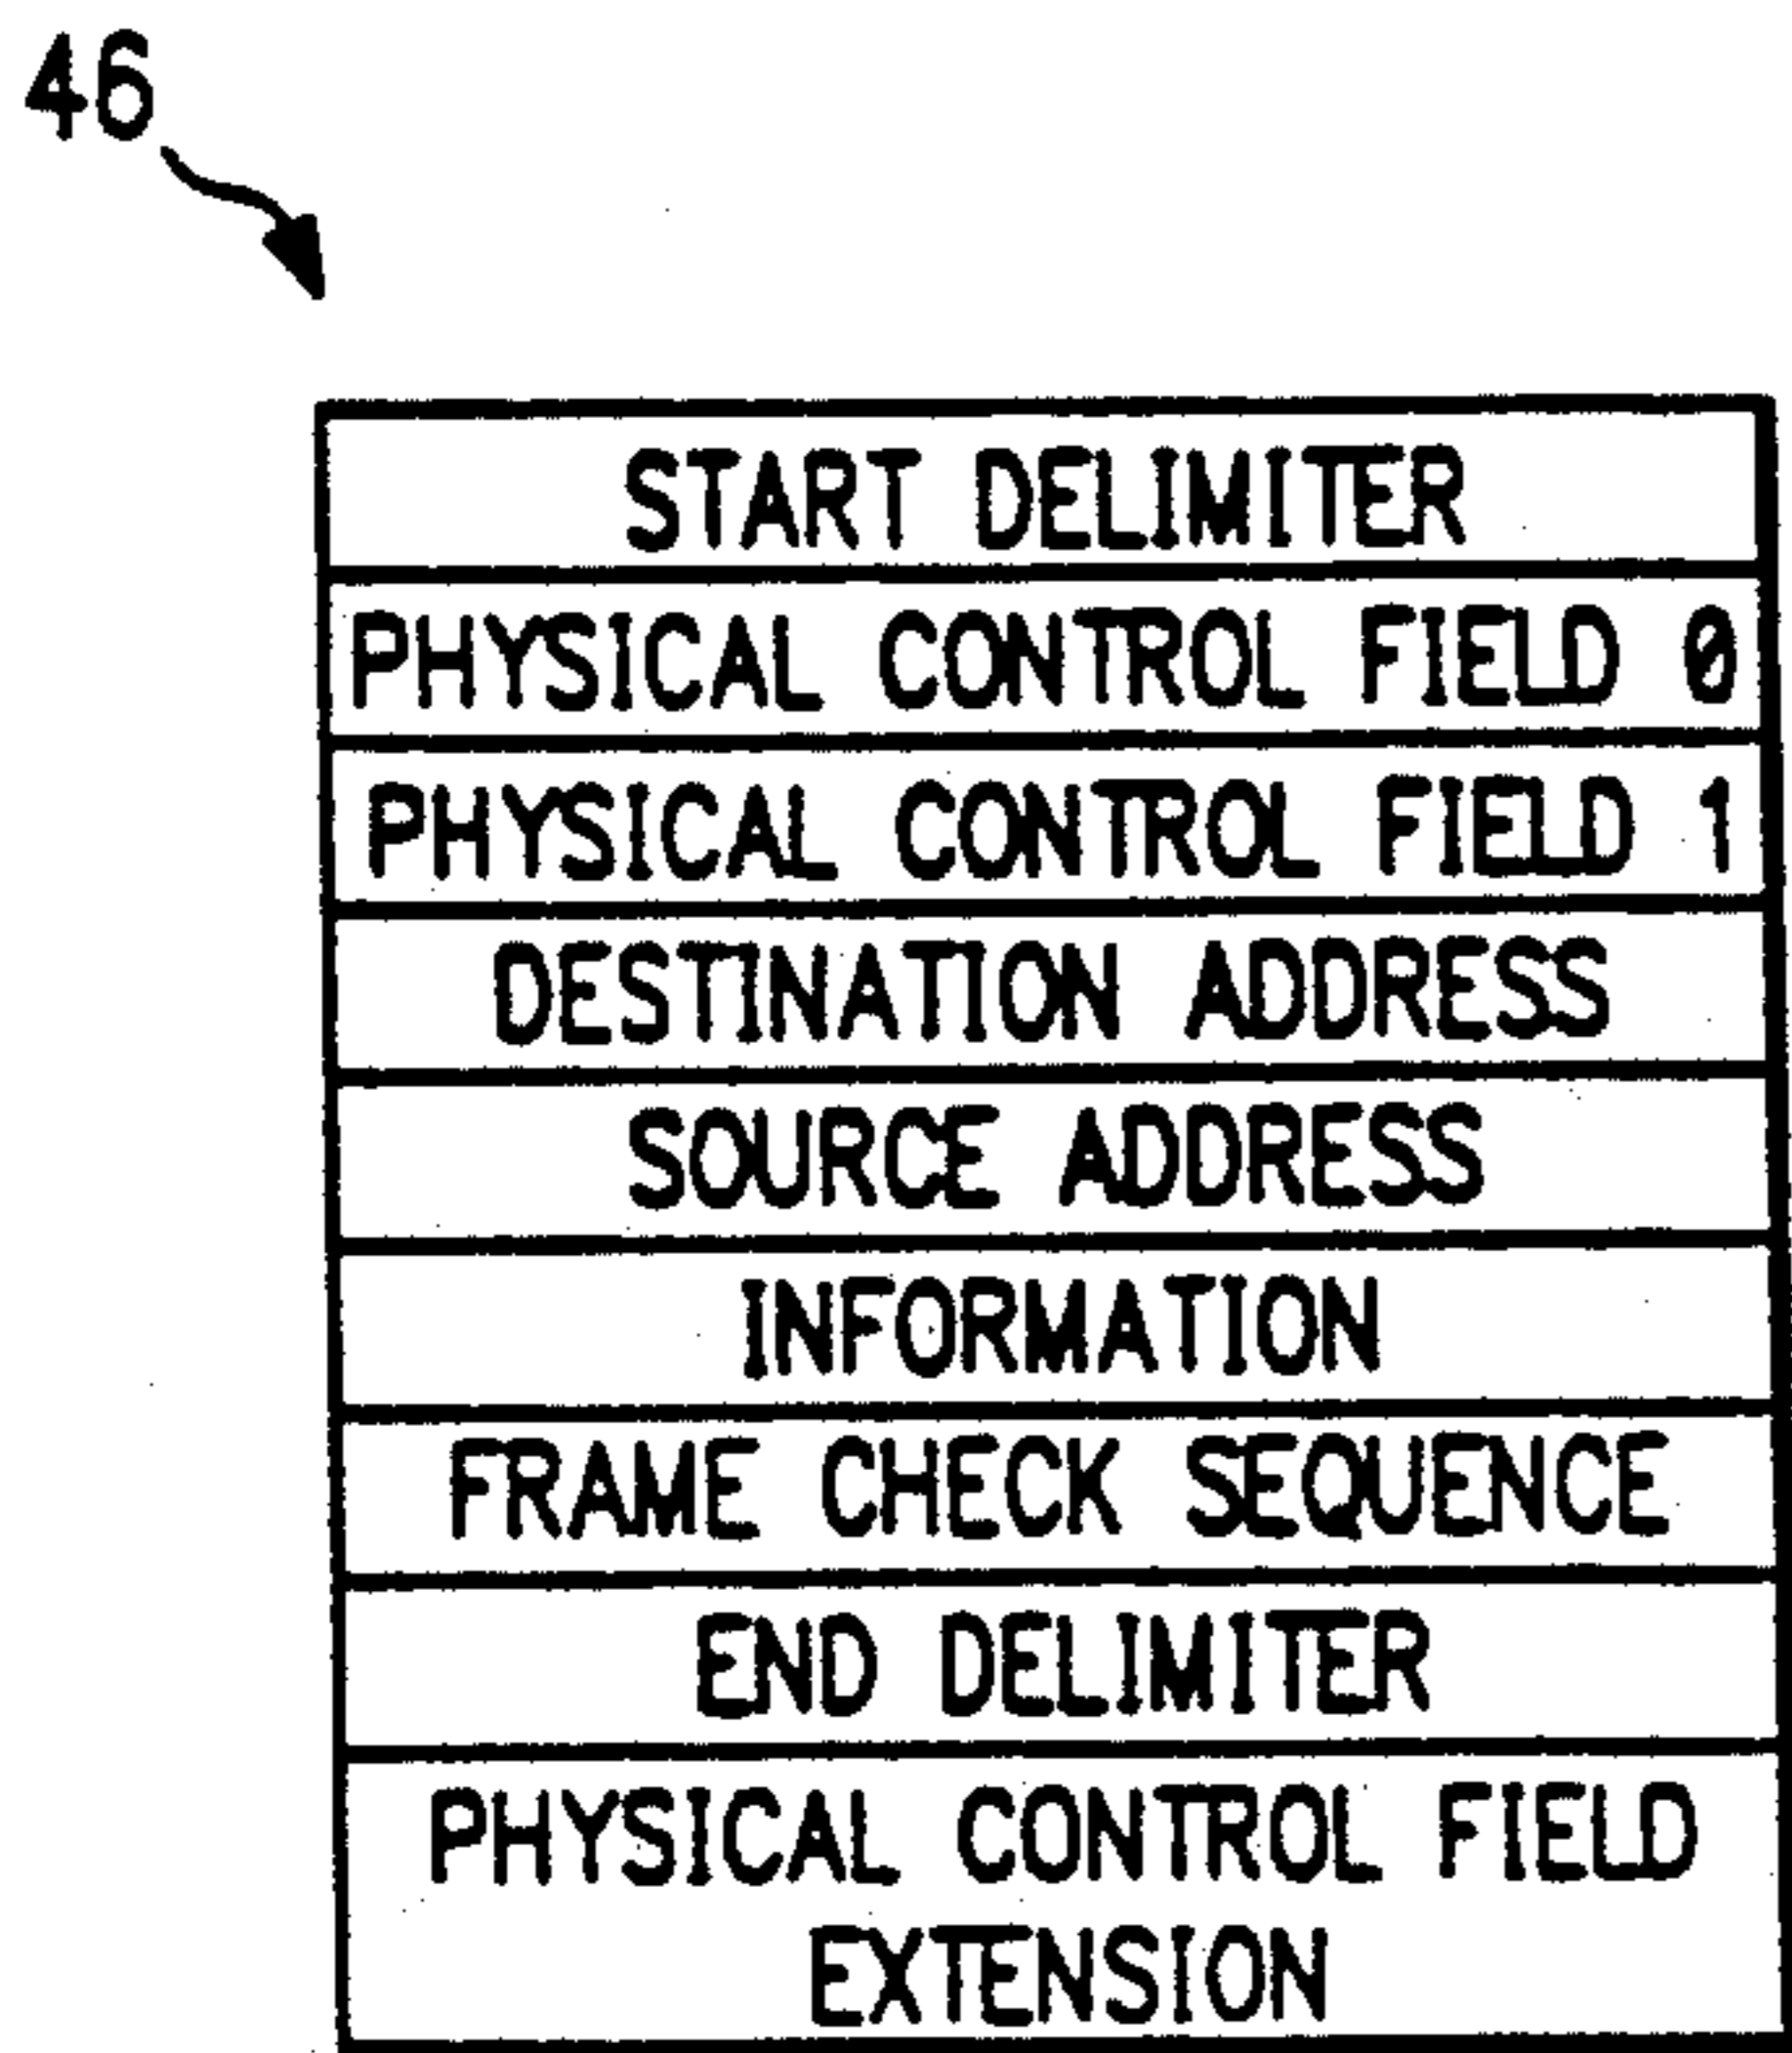 46
START DELIMITER
PHYSICAL CONTROL FIELD 0
PHYSICAL CONTROL FIELD 1
DESTINATION ADDRESS
SOURCE ADDRESS
INFORMATION
FRAME CHECK SEQUENCE
END DELIMITER
PHYSICAL CONTROL FIELD
EXTENSION